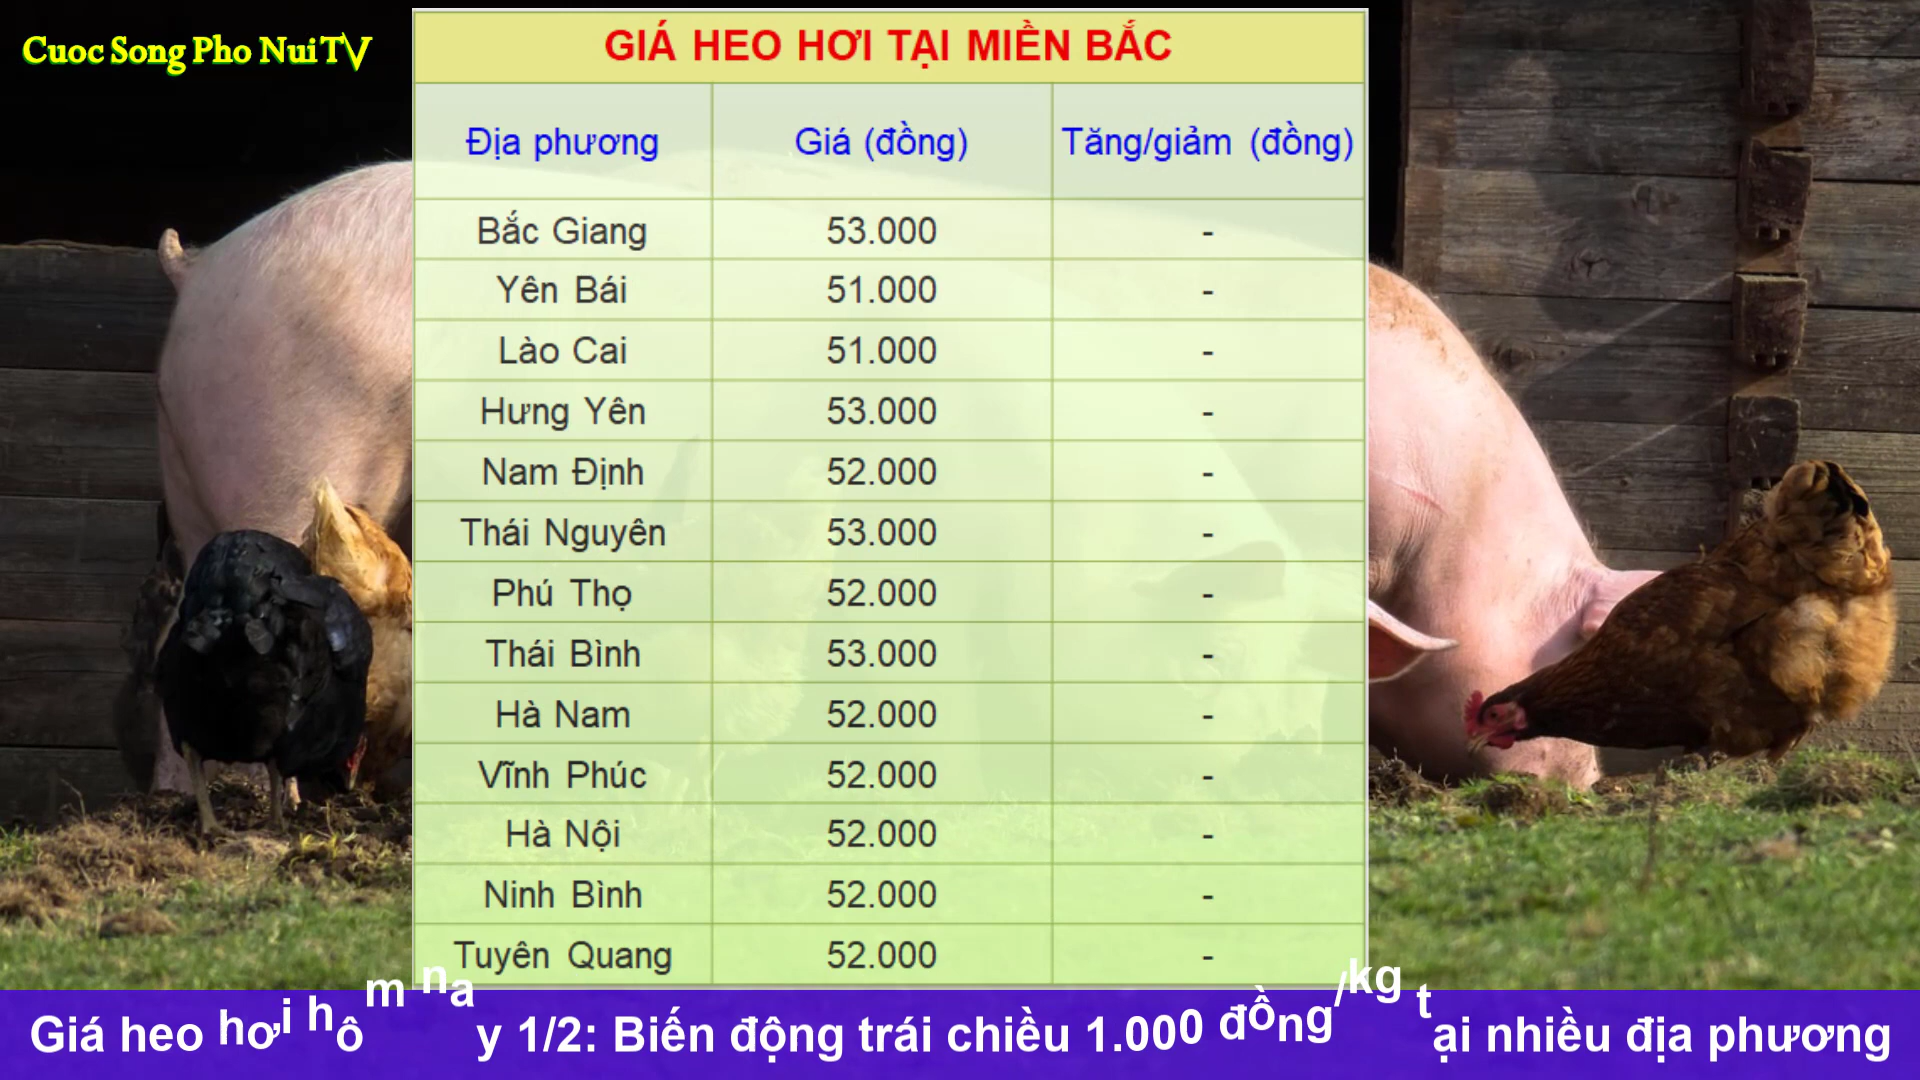 Cuoc Song Pho Nui TV
GIÁ HEO HƠI TẠI MIỀN BẮC
Địa phương Giá (đồng) Tăng/giảm (đồng)
Bắc Giang 53.000 -
Yên Bái 51.000 -
Lào Cai 51.000 -
Hưng Yên 53.000 -
Nam Định 52.000 -
Thái Nguyên 53.000 -
Phú Thọ 52.000 -
Thái Bình 53.000 -
Hà Nam 52.000 -
Vĩnh Phúc 52.000 -
Hà Nội 52.000 -
Ninh Bình 52.000 -
Tuyên Quang 52.000 -
Giá heo hơi hôm nay 1/2: Biến động trái chiều 1.000 đồng/kg tại nhiều địa phương